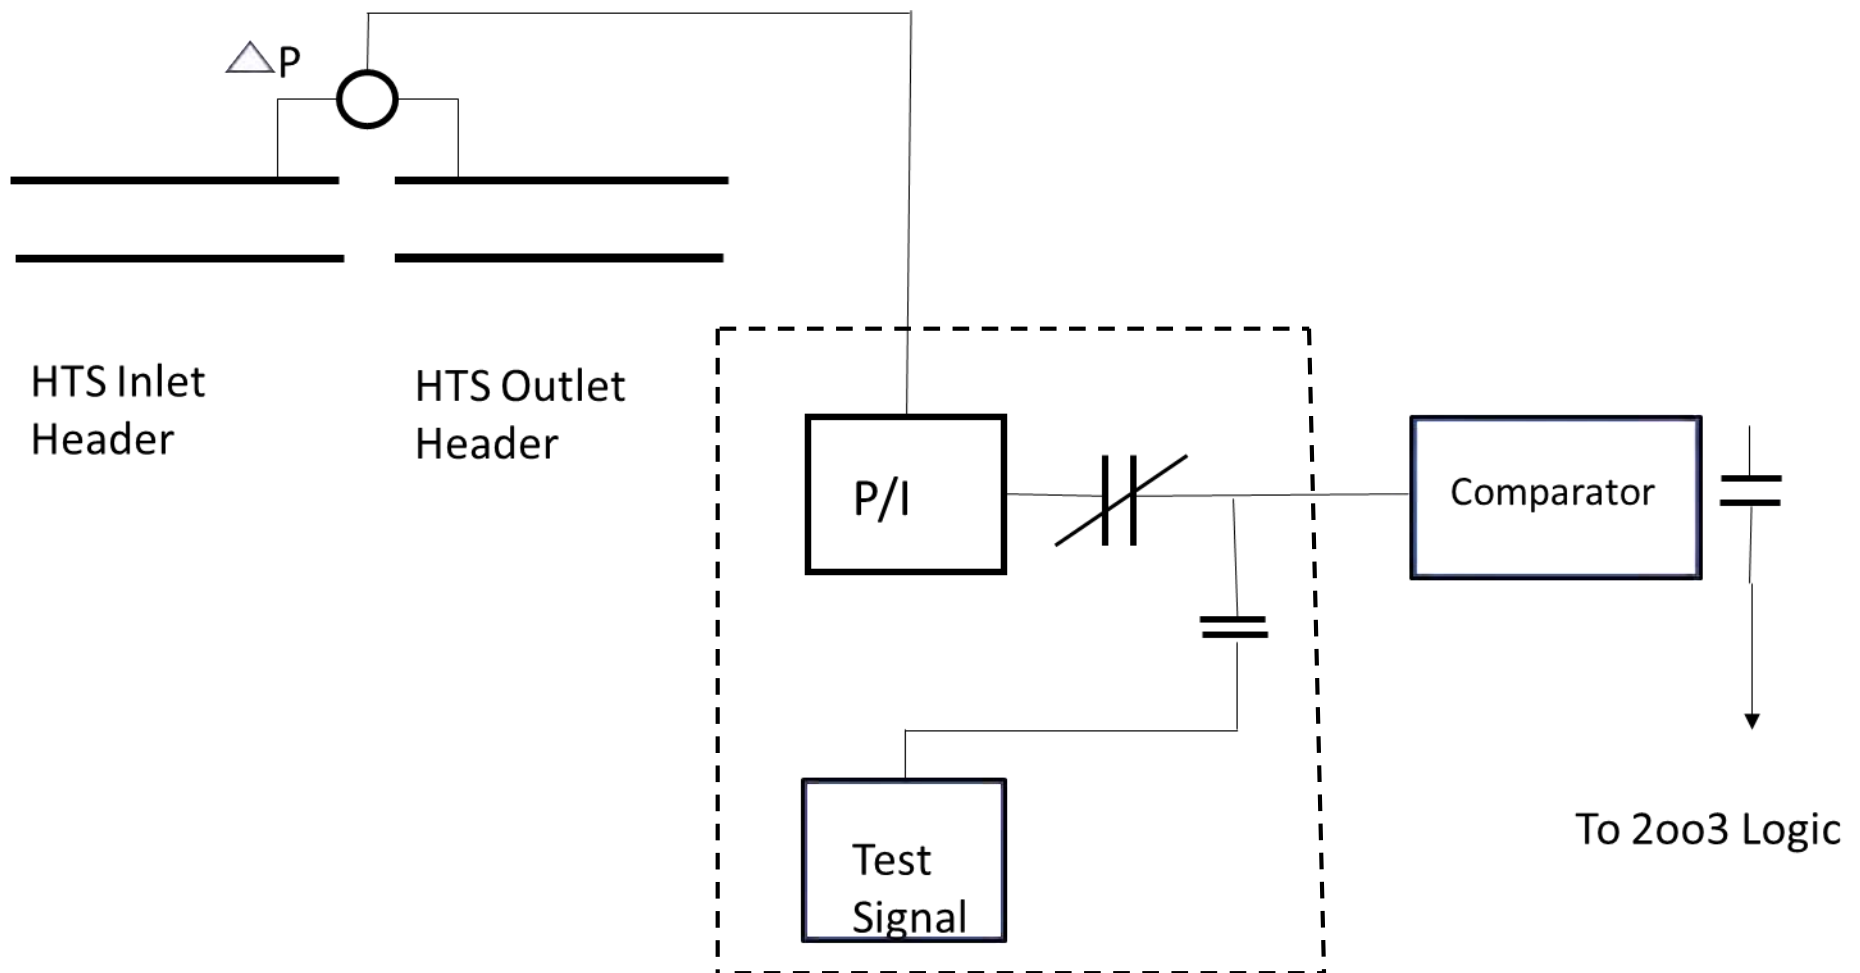 △P
HTS Inlet
Header
HTS Outlet
Header
P/I
Comparator
Test
Signal
To 2oo3 Logic